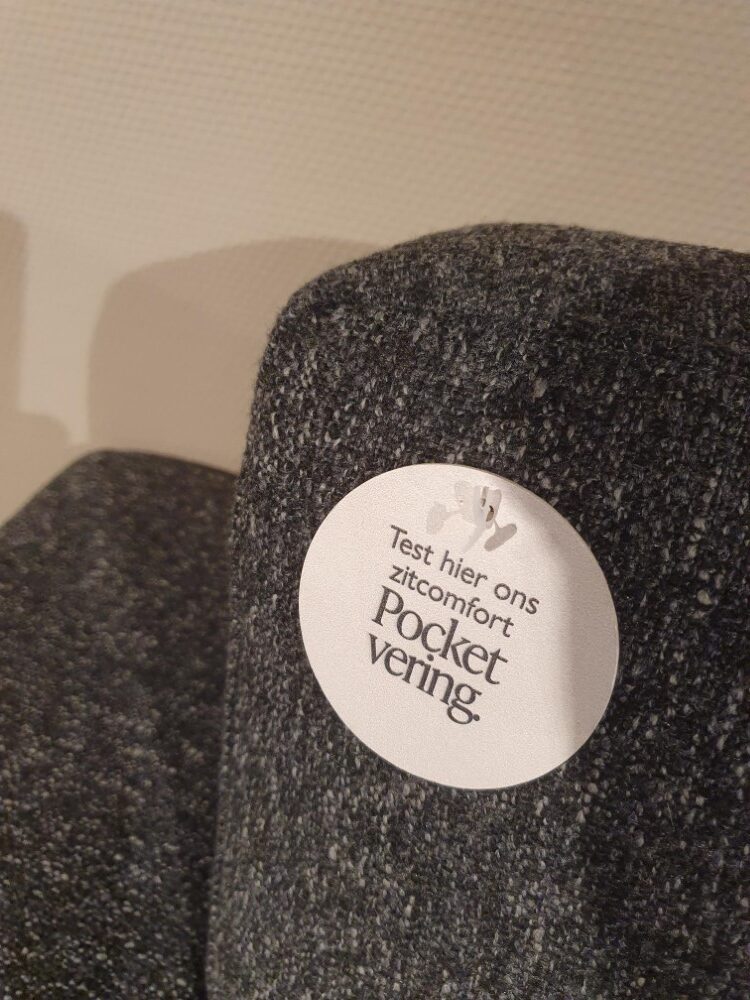 Test hier ons
zitcomfort
Pocket
vering.